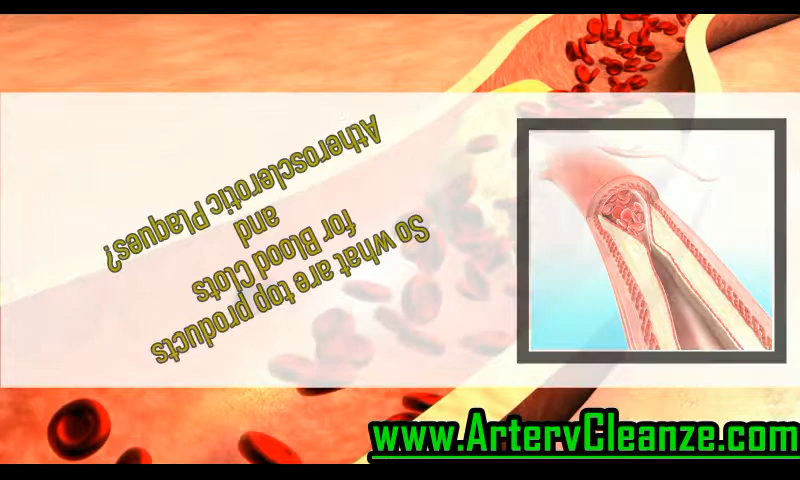 So what are top products
for Blood Clots
and
Atherosclerotic Plaques?
www.ArtervCleanze.com